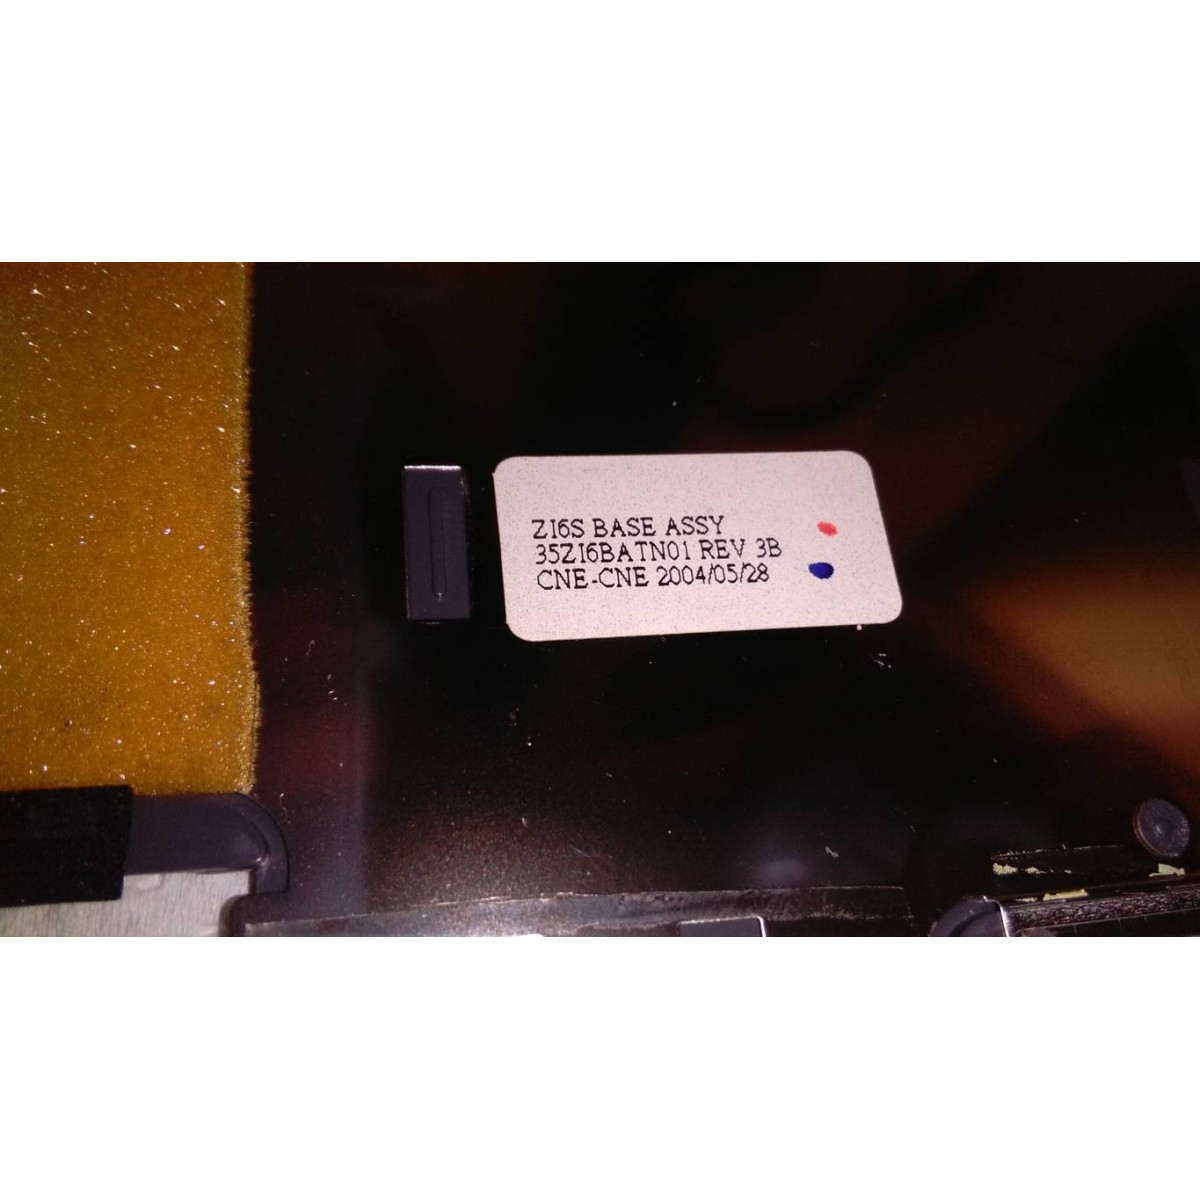 ZI6S BASE ASSY
35ZI6BATN01 REV 3B
CNE-CNE 2004/05/28